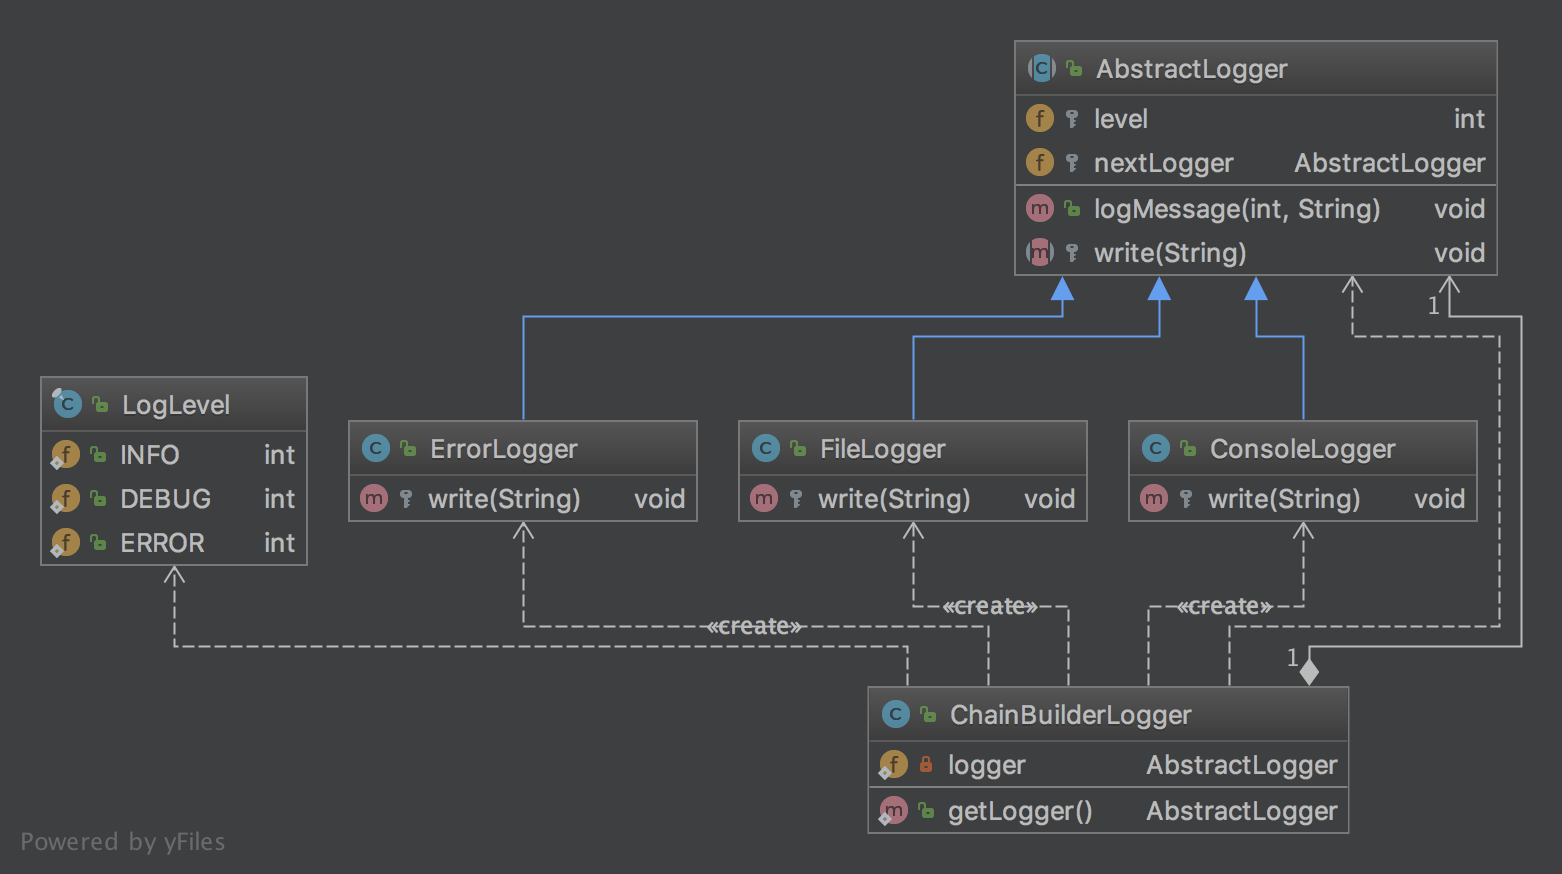 AbstractLogger
level int
nextLogger AbstractLogger
logMessage(int, String) void
write(String) void
1
LogLevel
INFO int
DEBUG int
ERROR int
ErrorLogger
write(String) void
FileLogger
write(String) void
ConsoleLogger
write(String) void
«create»
«create»
«create»
1
ChainBuilderLogger
logger AbstractLogger
getLogger() AbstractLogger
Powered by yFiles